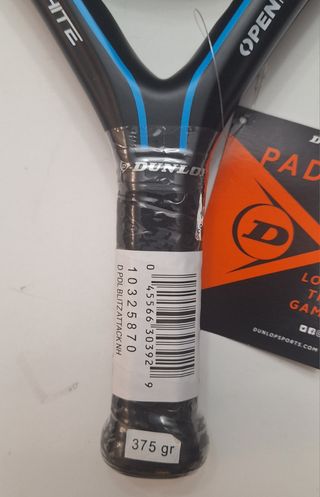 HITE
OPEN
DUNLOP
D
PAD
LO
T
GAM
DUNLOPSPORTS.COM
0 45566 30392 9
10325870
D PDL BLITZ ATTACK NH
375 gr